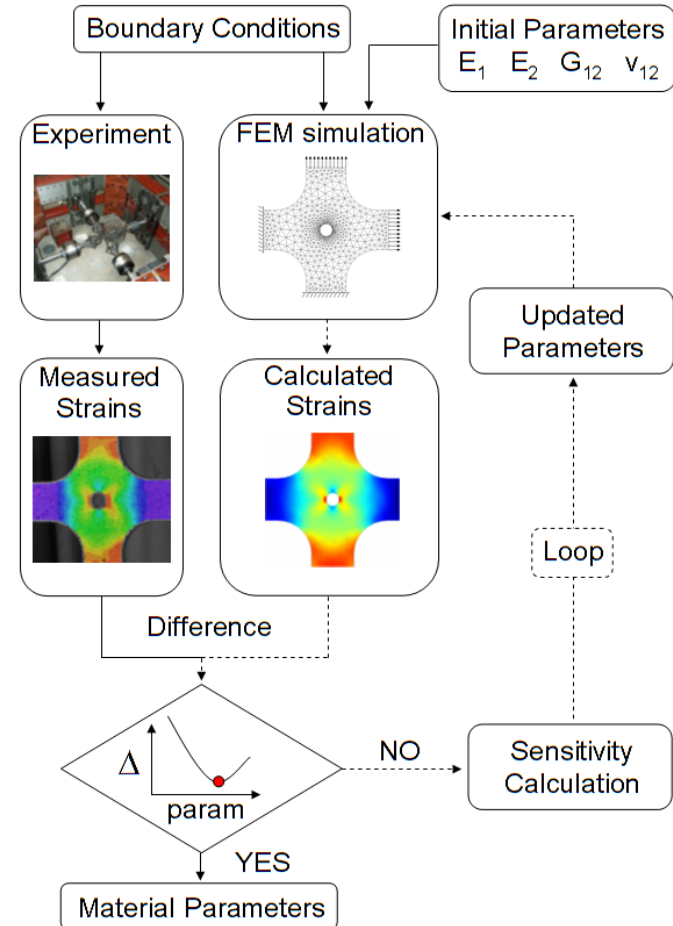 Boundary Conditions
Initial Parameters
E1 E2 G12 v12
Experiment
FEM simulation
Updated
Parameters
Measured
Strains
Calculated
Strains
Loop
Difference
Δ
param
NO
Sensitivity
Calculation
YES
Material Parameters